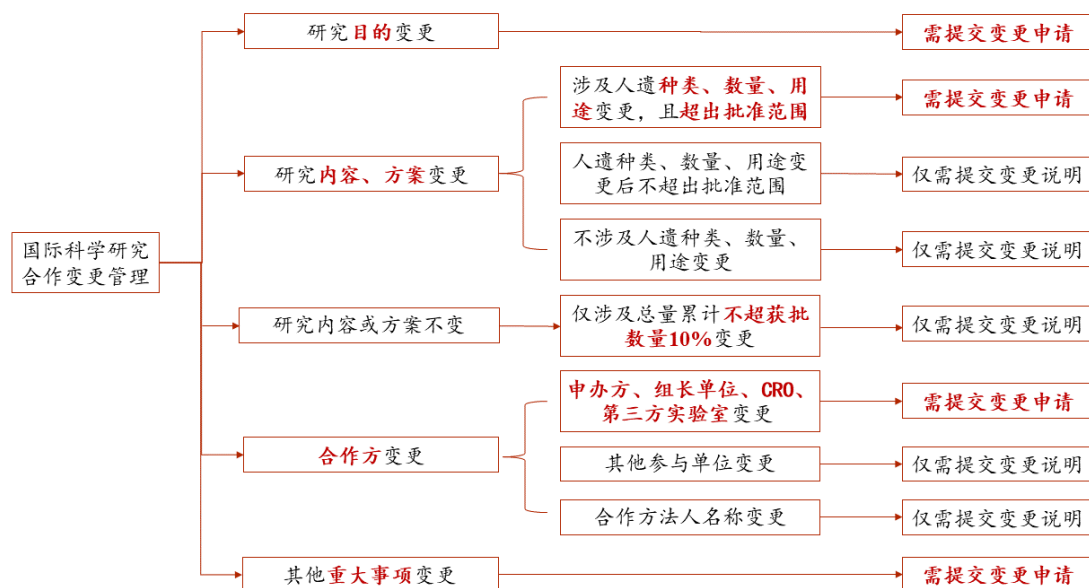 研究目的变更
需提交变更申请
涉及人遗种类、数量、用
途变更，且超出批准范围
需提交变更申请
研究内容、方案变更
人遗种类、数量、用途变
更后不超出批准范围
仅需提交变更说明
不涉及人遗种类、数量、
用途变更
仅需提交变更说明
国际科学研究
合作变更管理
研究内容或方案不变
仅涉及总量累计不超获批
数量10%变更
仅需提交变更说明
申办方、组长单位、CRO、
第三方实验室变更
需提交变更申请
合作方变更
其他参与单位变更
仅需提交变更说明
合作方法人名称变更
仅需提交变更说明
其他重大事项变更
需提交变更申请